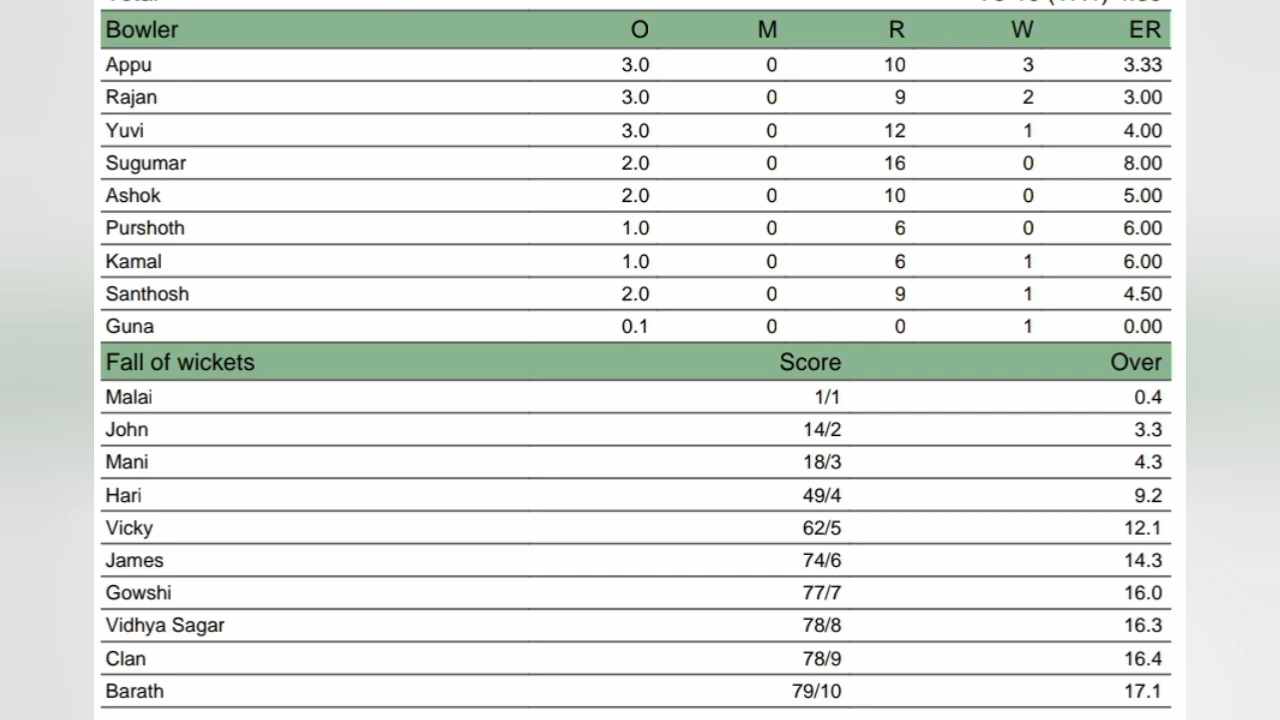 Bowler O M R W ER
Appu 3.0 0 10 3 3.33
Rajan 3.0 0 9 2 3.00
Yuvi 3.0 0 12 1 4.00
Sugumar 2.0 0 16 0 8.00
Ashok 2.0 0 10 0 5.00
Purshoth 1.0 0 6 0 6.00
Kamal 1.0 0 6 1 6.00
Santhosh 2.0 0 9 1 4.50
Guna 0.1 0 0 1 0.00
Fall of wickets Score Over
Malai 1/1 0.4
John 14/2 3.3
Mani 18/3 4.3
Hari 49/4 9.2
Vicky 62/5 12.1
James 74/6 14.3
Gowshi 77/7 16.0
Vidhya Sagar 78/8 16.3
Clan 78/9 16.4
Barath 79/10 17.1